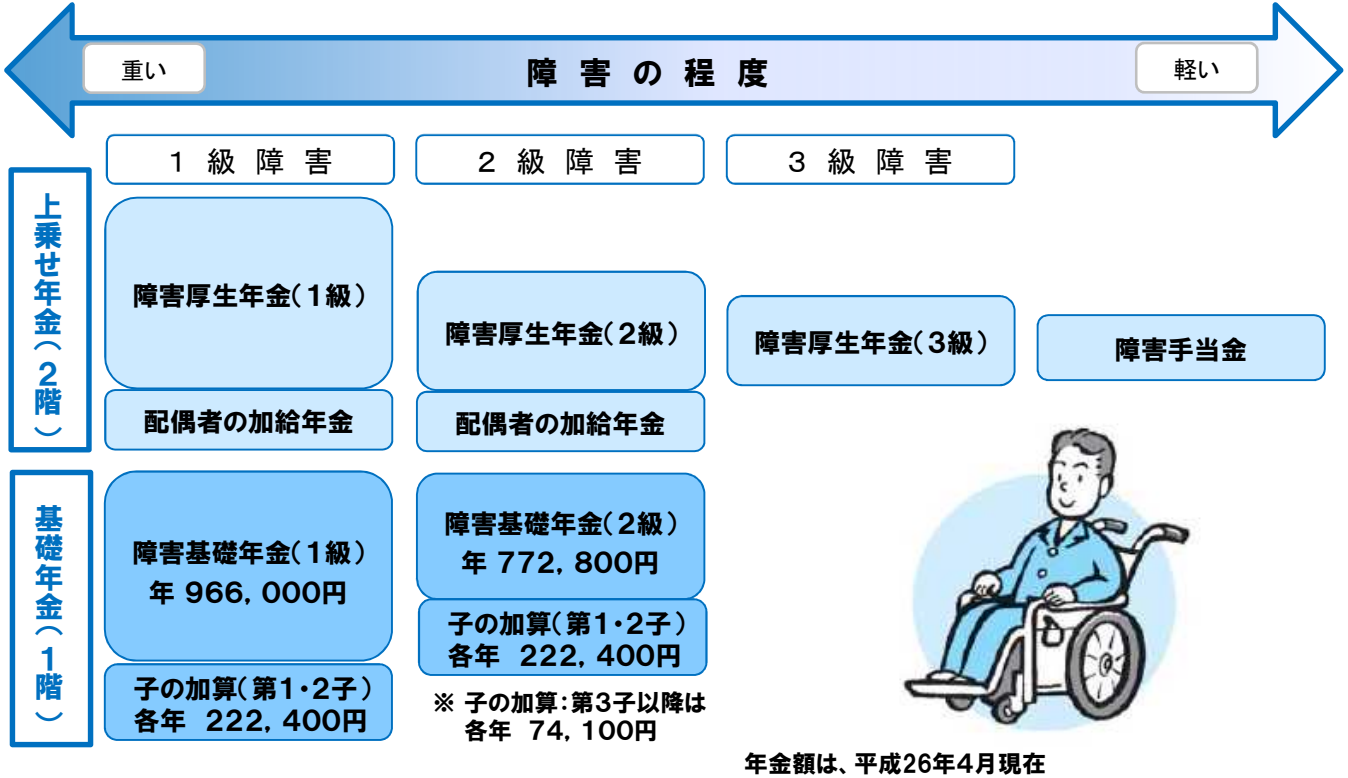 重い
障害の程度
軽い
1級障害
2級障害
3級障害
上乗せ年金(2階)
障害厚生年金(1級)
障害厚生年金(2級)
障害厚生年金(3級)
障害手当金
配偶者の加給年金
配偶者の加給年金
基礎年金(1階)
障害基礎年金(1級)
年 966,000円
子の加算(第1・2子)
各年 222,400円
障害基礎年金(2級)
年 772,800円
子の加算(第1・2子)
各年 222,400円
※ 子の加算:第3子以降は
各年 74,100円
年金額は、平成26年4月現在